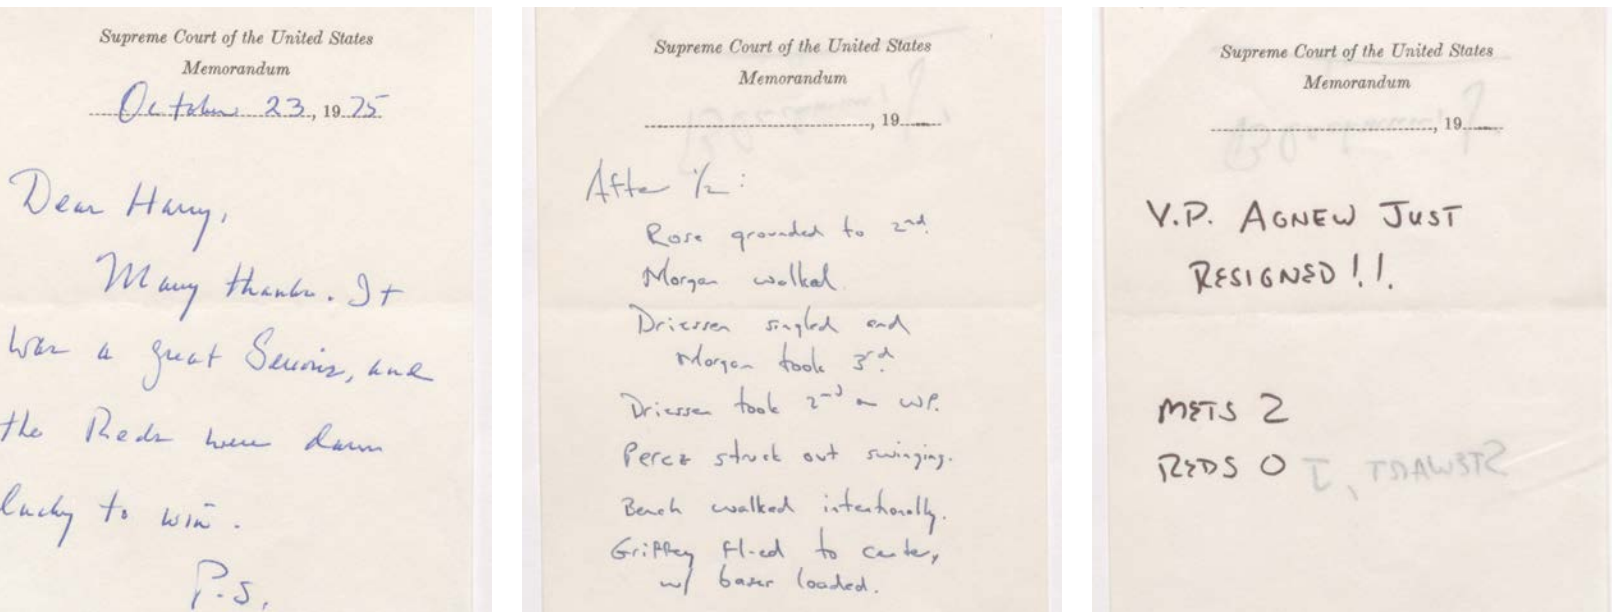 Supreme Court of the United States
Memorandum
October 23, 1975
Dear Harry,
Many thanks. It
was a great Series, and
the Reds were damn
lucky to win.
P.S.
Supreme Court of the United States
Memorandum
, 19
After 1/2:
Rose grounded to 2nd.
Morgan walked.
Driessen singled and
Morgan took 3rd.
Driessen took 2nd on WP.
Perez struck out swinging.
Bench walked intentionally.
Griffey flied to center,
w/ bases loaded.
Supreme Court of the United States
Memorandum
, 19
V.P. AGNEW JUST
RESIGNED!!
METS 2
REDS 0
STEWART, J